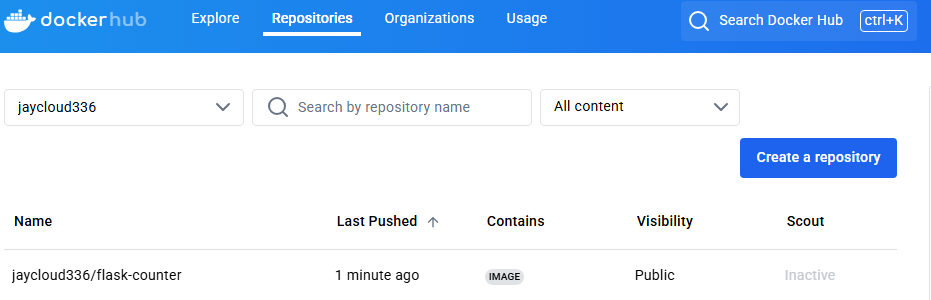 dockerhub Explore Repositories Organizations Usage Search Docker Hub ctrl+K
jaycloud336 Search by repository name All content
Create a repository
Name Last Pushed Contains Visibility Scout
jaycloud336/flask-counter 1 minute ago IMAGE Public Inactive